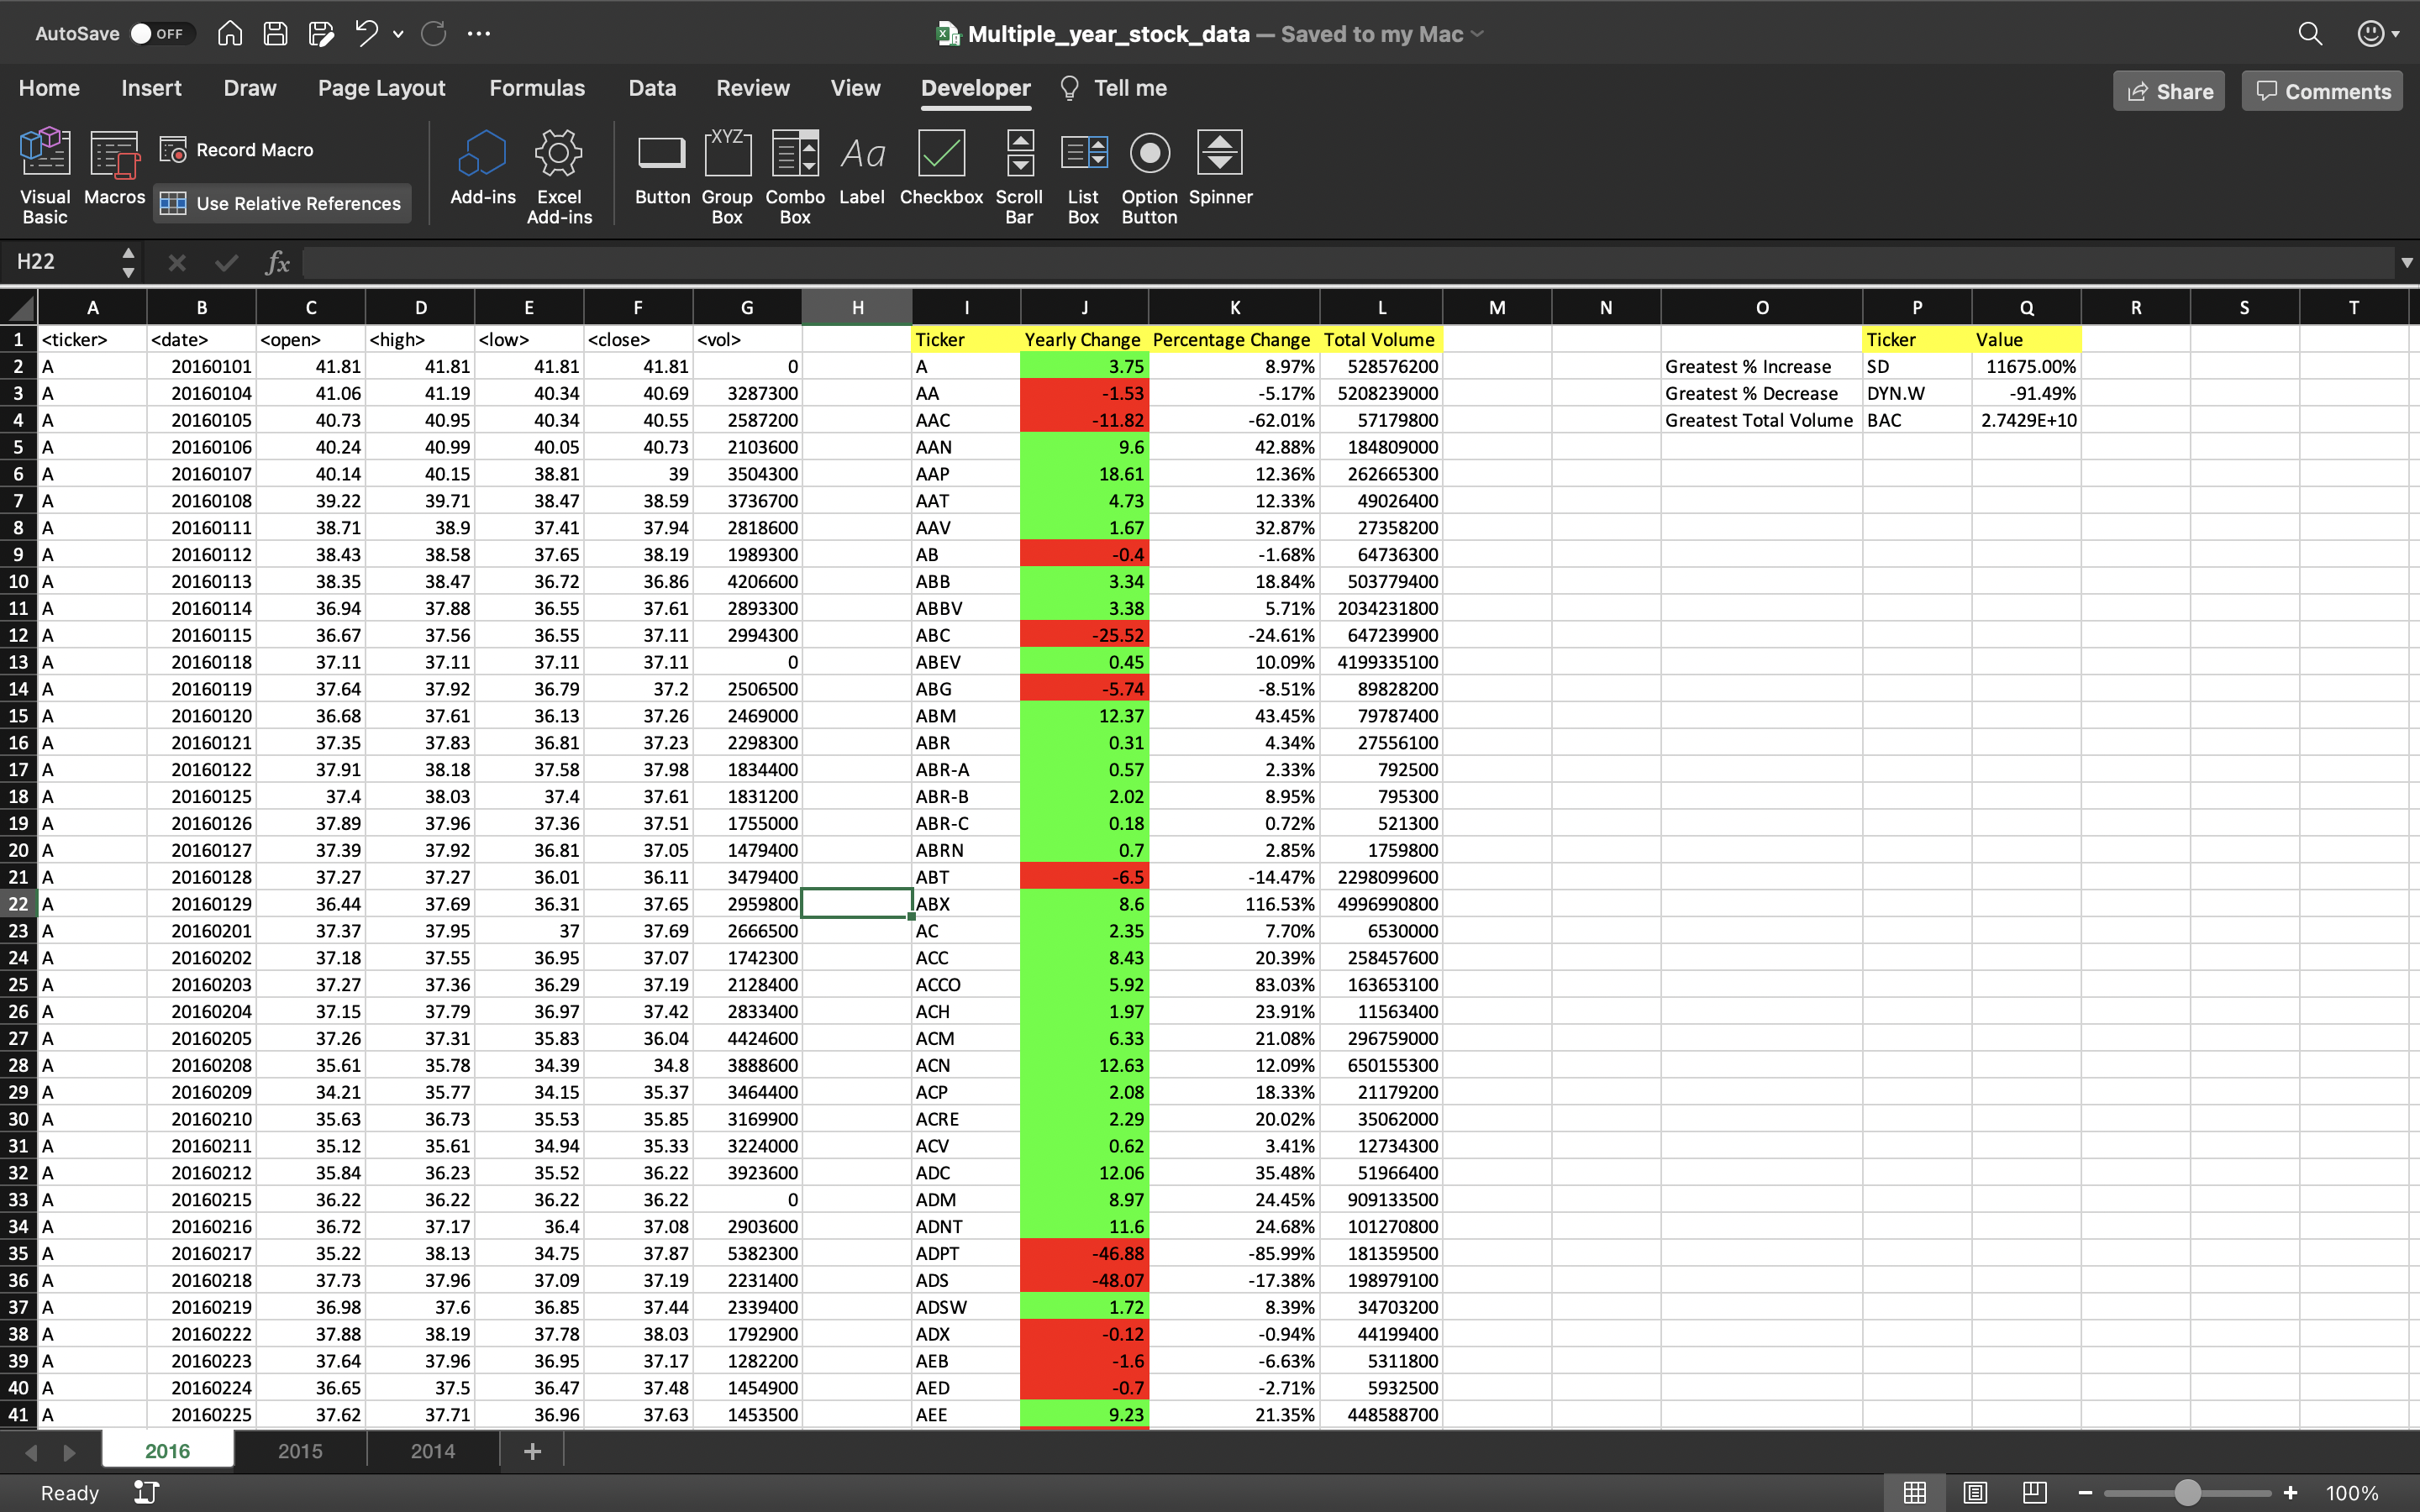 AutoSave OFF Multiple_year_stock_data — Saved to my Mac
Home Insert Draw Page Layout Formulas Data Review View Developer Tell me Share Comments
Visual Basic Macros Record Macro Use Relative References Add-ins Excel Add-ins Button XYZ Group Box Combo Box Aa Label Checkbox Scroll Bar List Box Option Button Spinner
H22 fx
A B C D E F G H I J K L M N O P Q R S T
1 <ticker> <date> <open> <high> <low> <close> <vol> Ticker Yearly Change Percentage Change Total Volume Ticker Value
2 A 20160101 41.81 41.81 41.81 41.81 0 A 3.75 8.97% 528576200 Greatest % Increase SD 11675.00%
3 A 20160104 41.06 41.19 40.34 40.69 3287300 AA -1.53 -5.17% 5208239000 Greatest % Decrease DYN.W -91.49%
4 A 20160105 40.73 40.95 40.34 40.55 2587200 AAC -11.82 -62.01% 57179800 Greatest Total Volume BAC 2.7429E+10
5 A 20160106 40.24 40.99 40.05 40.73 2103600 AAN 9.6 42.88% 184809000
6 A 20160107 40.14 40.15 38.81 39 3504300 AAP 18.61 12.36% 262665300
7 A 20160108 39.22 39.71 38.47 38.59 3736700 AAT 4.73 12.33% 49026400
8 A 20160111 38.71 38.9 37.41 37.94 2818600 AAV 1.67 32.87% 27358200
9 A 20160112 38.43 38.58 37.65 38.19 1989300 AB -0.4 -1.68% 64736300
10 A 20160113 38.35 38.47 36.72 36.86 4206600 ABB 3.34 18.84% 503779400
11 A 20160114 36.94 37.88 36.55 37.61 2893300 ABBV 3.38 5.71% 2034231800
12 A 20160115 36.67 37.56 36.55 37.11 2994300 ABC -25.52 -24.61% 647239900
13 A 20160118 37.11 37.11 37.11 37.11 0 ABEV 0.45 10.09% 4199335100
14 A 20160119 37.64 37.92 36.79 37.2 2506500 ABG -5.74 -8.51% 89828200
15 A 20160120 36.68 37.61 36.13 37.26 2469000 ABM 12.37 43.45% 79787400
16 A 20160121 37.35 37.83 36.81 37.23 2298300 ABR 0.31 4.34% 27556100
17 A 20160122 37.91 38.18 37.58 37.98 1834400 ABR-A 0.57 2.33% 792500
18 A 20160125 37.4 38.03 37.4 37.61 1831200 ABR-B 2.02 8.95% 795300
19 A 20160126 37.89 37.96 37.36 37.51 1755000 ABR-C 0.18 0.72% 521300
20 A 20160127 37.39 37.92 36.81 37.05 1479400 ABRN 0.7 2.85% 1759800
21 A 20160128 37.27 37.27 36.01 36.11 3479400 ABT -6.5 -14.47% 2298099600
22 A 20160129 36.44 37.69 36.31 37.65 2959800 ABX 8.6 116.53% 4996990800
23 A 20160201 37.37 37.95 37 37.69 2666500 AC 2.35 7.70% 6530000
24 A 20160202 37.18 37.55 36.95 37.07 1742300 ACC 8.43 20.39% 258457600
25 A 20160203 37.27 37.36 36.29 37.19 2128400 ACCO 5.92 83.03% 163653100
26 A 20160204 37.15 37.79 36.97 37.42 2833400 ACH 1.97 23.91% 11563400
27 A 20160205 37.26 37.31 35.83 36.04 4424600 ACM 6.33 21.08% 296759000
28 A 20160208 35.61 35.78 34.39 34.8 3888600 ACN 12.63 12.09% 650155300
29 A 20160209 34.21 35.77 34.15 35.37 3464400 ACP 2.08 18.33% 21179200
30 A 20160210 35.63 36.73 35.53 35.85 3169900 ACRE 2.29 20.02% 35062000
31 A 20160211 35.12 35.61 34.94 35.33 3224000 ACV 0.62 3.41% 12734300
32 A 20160212 35.84 36.23 35.52 36.22 3923600 ADC 12.06 35.48% 51966400
33 A 20160215 36.22 36.22 36.22 36.22 0 ADM 8.97 24.45% 909133500
34 A 20160216 36.72 37.17 36.4 37.08 2903600 ADNT 11.6 24.68% 101270800
35 A 20160217 35.22 38.13 34.75 37.87 5382300 ADPT -46.88 -85.99% 181359500
36 A 20160218 37.73 37.96 37.09 37.19 2231400 ADS -48.07 -17.38% 198979100
37 A 20160219 36.98 37.6 36.85 37.44 2339400 ADSW 1.72 8.39% 34703200
38 A 20160222 37.88 38.19 37.78 38.03 1792900 ADX -0.12 -0.94% 44199400
39 A 20160223 37.64 37.96 36.95 37.17 1282200 AEB -1.6 -6.63% 5311800
40 A 20160224 36.65 37.5 36.47 37.48 1454900 AED -0.7 -2.71% 5932500
41 A 20160225 37.62 37.71 36.96 37.63 1453500 AEE 9.23 21.35% 448588700
2016 2015 2014 +
Ready 100%